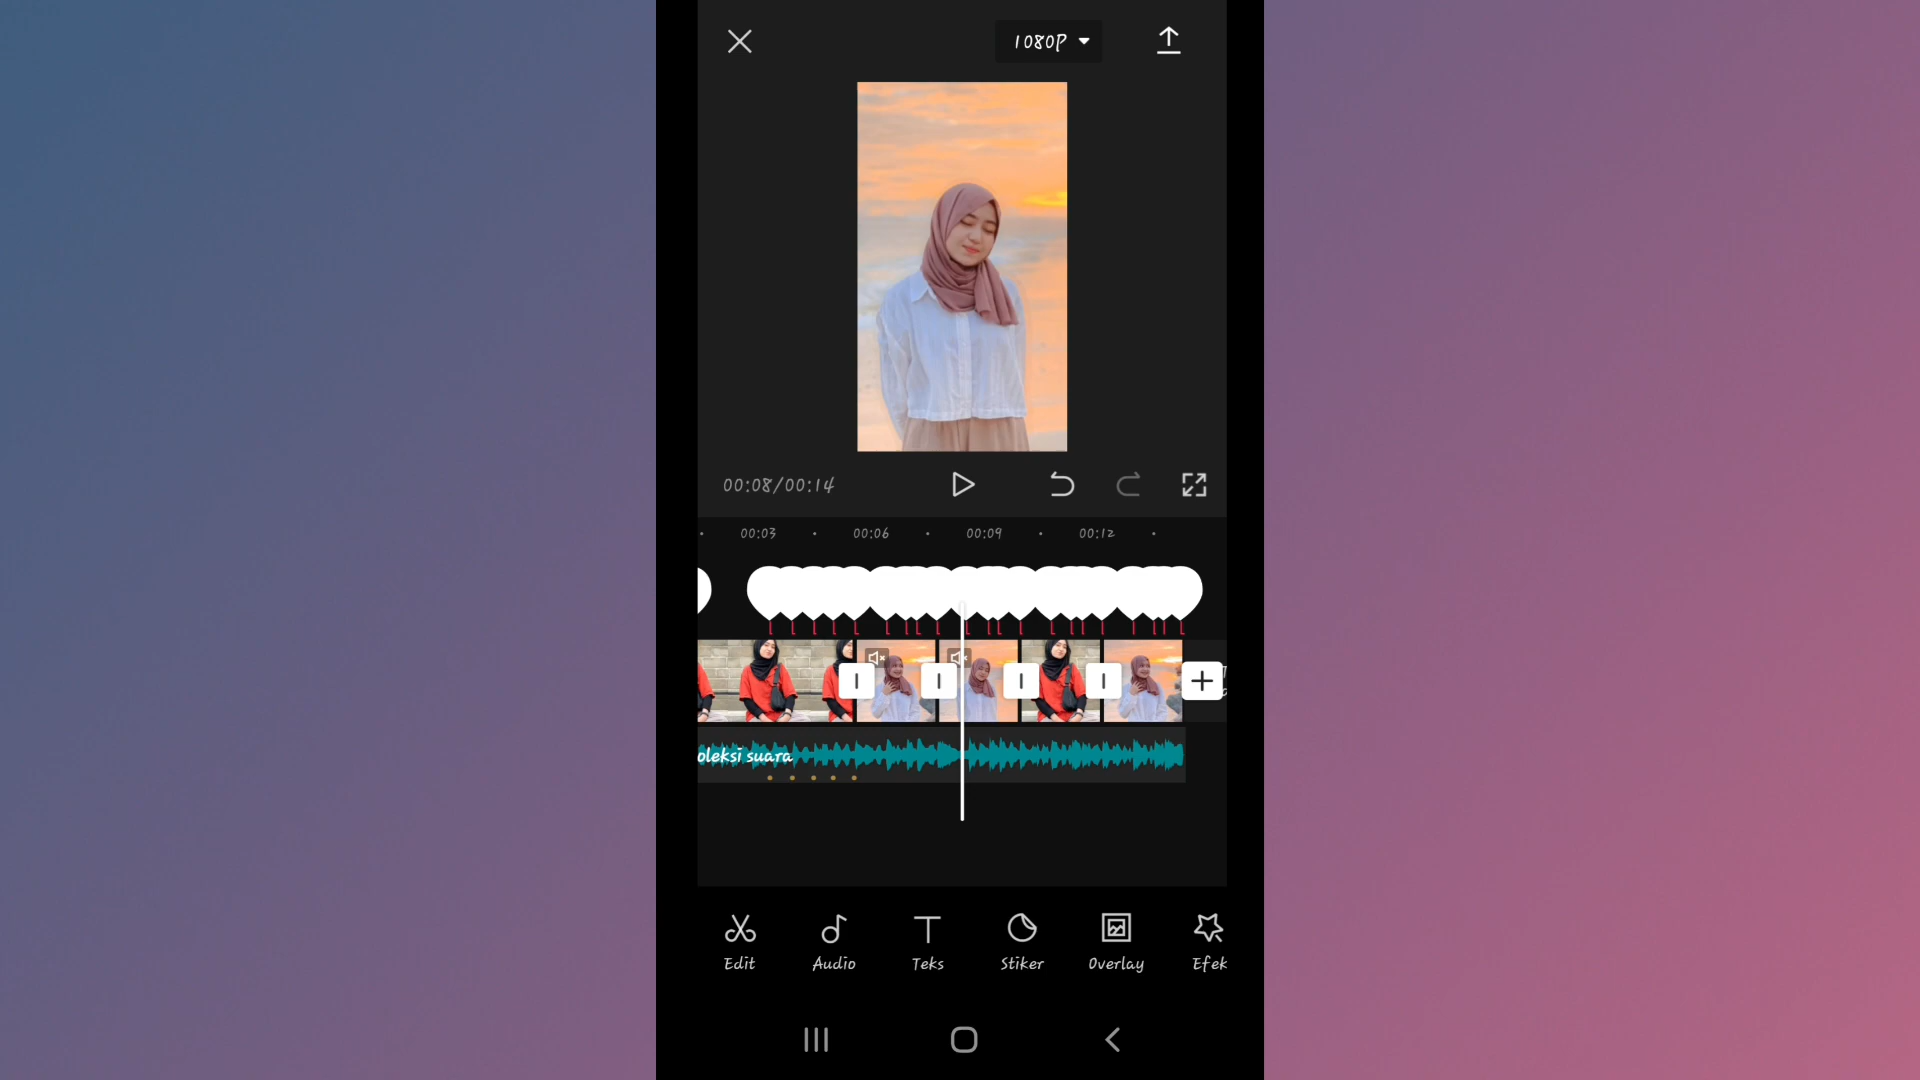 1080P
00:08/00:14
00:03 00:06 00:09 00:12
oleksi suara
Edit Audio Teks Stiker Overlay Efek